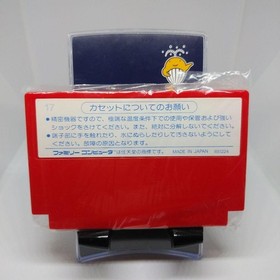 カセットについてのお願い
●精密機器ですので、極端な温度条件下での使用や保管および強い
ショックをさけてください。また、絶対に分解しないでください。
●端子部に手を触れたり、水にぬらしたりして汚さないようにして
ください。故障の原因となります。
ファミリーコンピュータ は任天堂の商標です。 MADE IN JAPAN